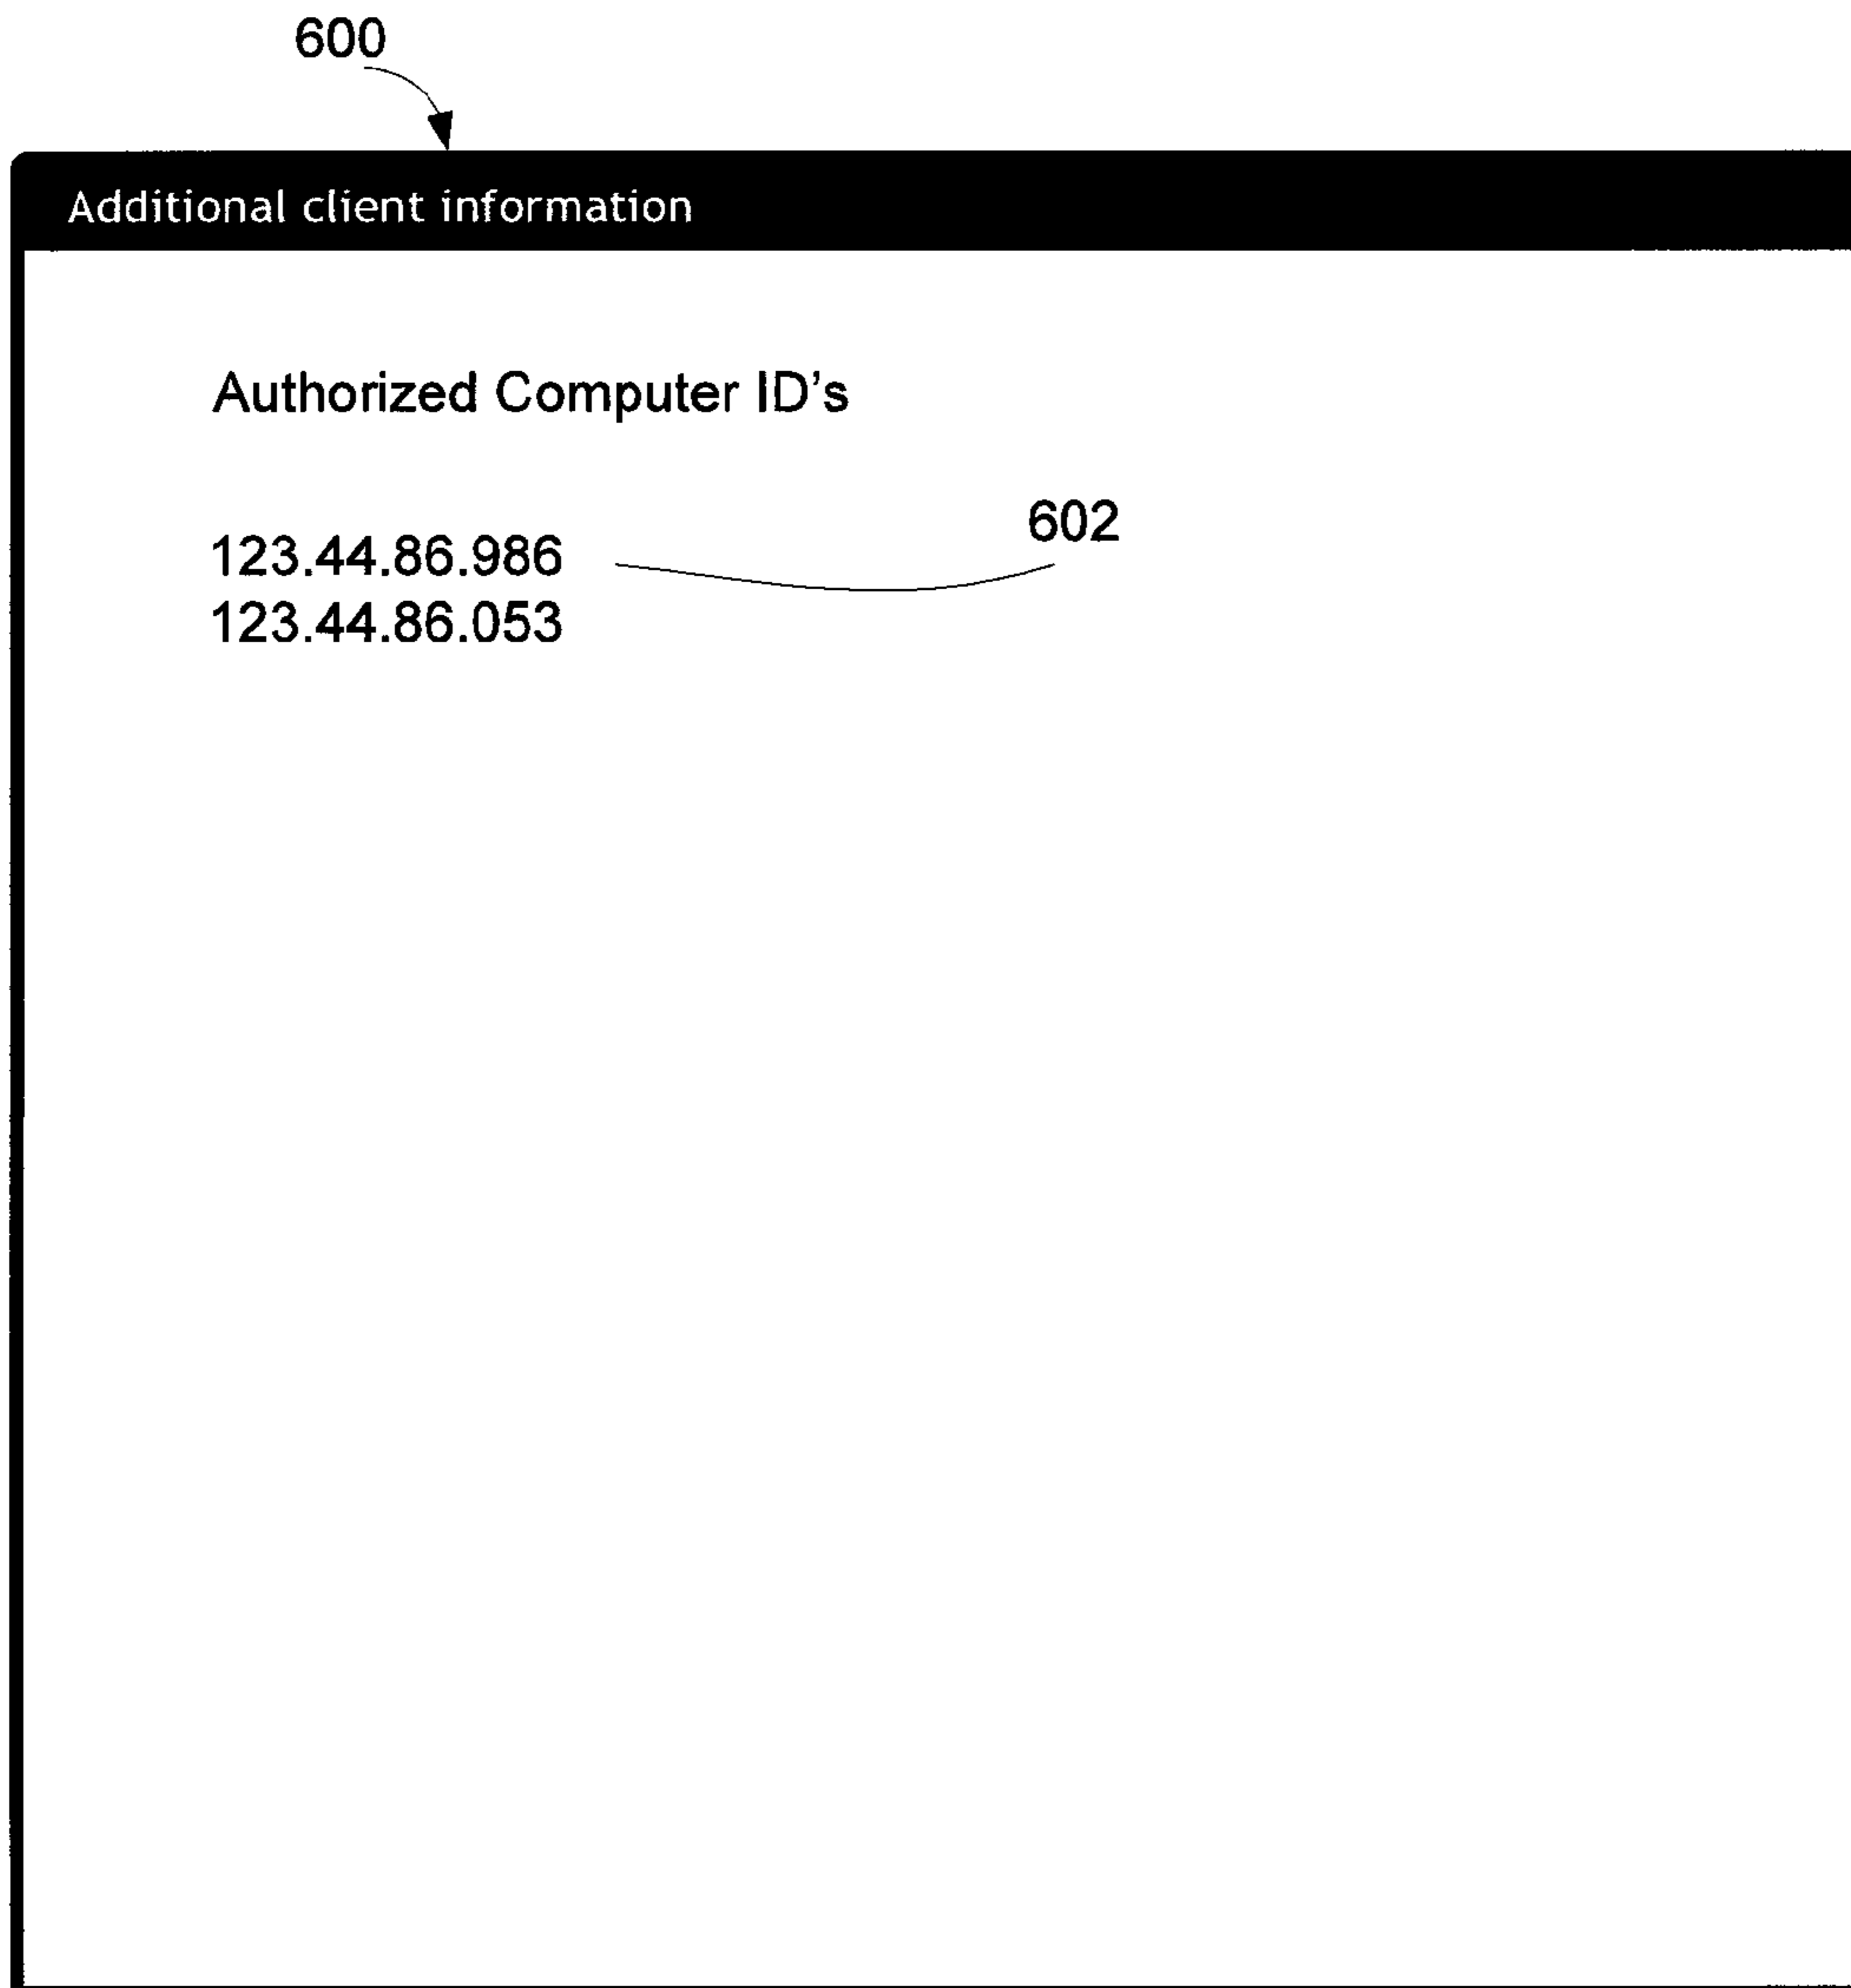 600
Additional client information
Authorized Computer ID’s
602
123.44.86.986
123.44.86.053